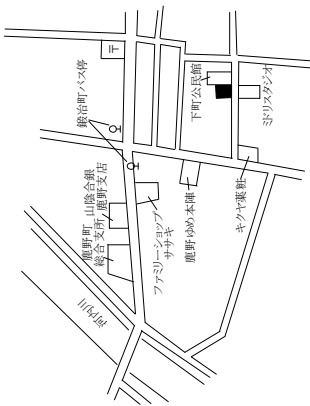 〒
鍛冶町バス停
下町公民館
ミドリスタジオ
山陰合銀
鹿野支店
鹿野町
総合支所
ファミリーショップ
ササキ
鹿野ゆめ本陣
キクヤ薬粧
河内川